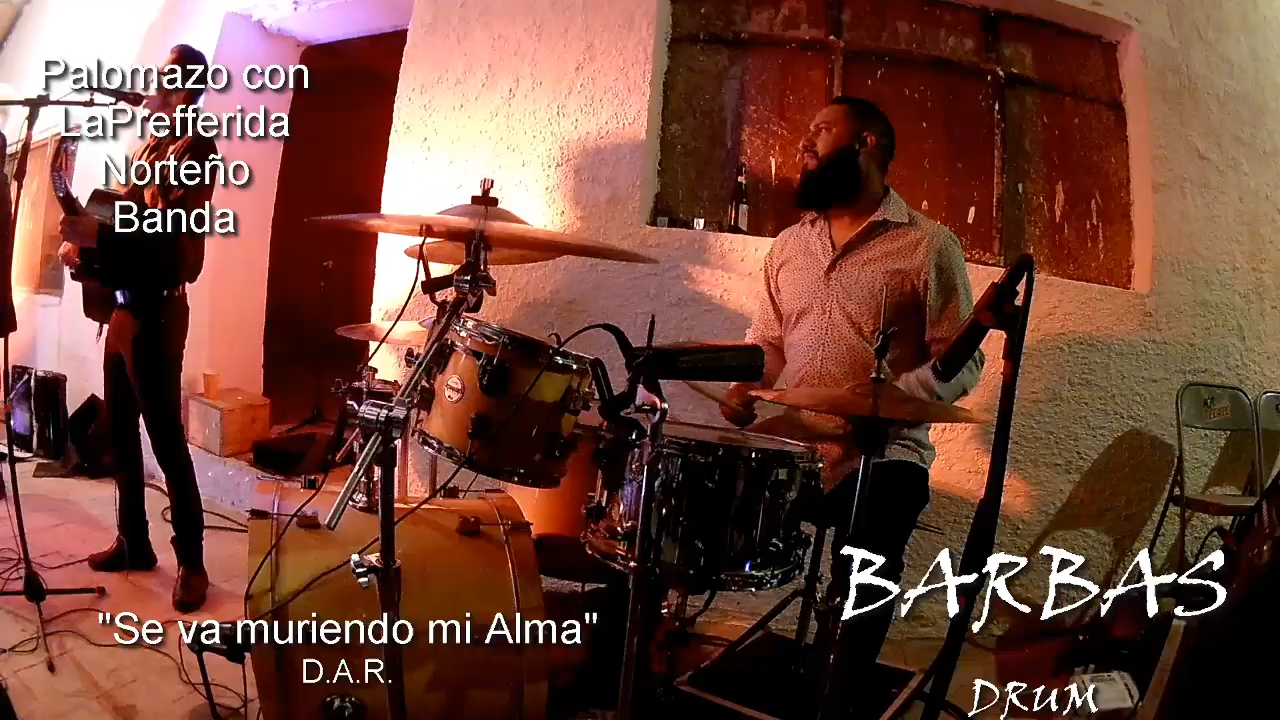 Palomazo con
LaPrefferida
Norteño
Banda
"Se va muriendo mi Alma"
D.A.R.
BARBAS
DRUM